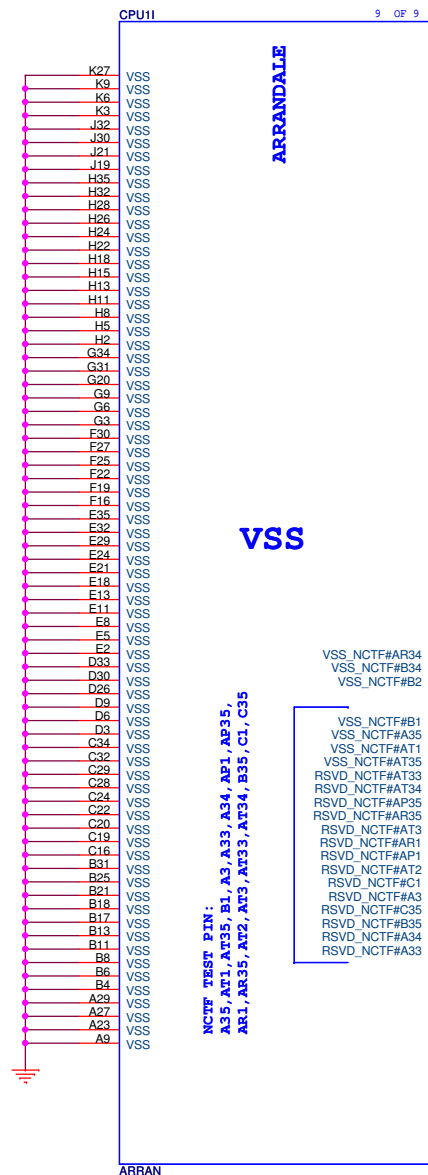 CPU1I
9 OF 9
ARRANDALE
K27 VSS
K9 VSS
K6 VSS
K3 VSS
J32 VSS
J30 VSS
J21 VSS
J19 VSS
H35 VSS
H32 VSS
H28 VSS
H26 VSS
H24 VSS
H22 VSS
H18 VSS
H15 VSS
H13 VSS
H11 VSS
H8 VSS
H5 VSS
H2 VSS
G34 VSS
G31 VSS
G20 VSS
G9 VSS
G6 VSS
G3 VSS
F30 VSS
F27 VSS
F25 VSS
F22 VSS
F19 VSS
F16 VSS
E35 VSS
E32 VSS
E29 VSS
E24 VSS
E21 VSS
E18 VSS
E13 VSS
E11 VSS
E8 VSS
E5 VSS
E2 VSS
D33 VSS
D30 VSS
D26 VSS
D9 VSS
D6 VSS
D3 VSS
C34 VSS
C32 VSS
C29 VSS
C28 VSS
C24 VSS
C22 VSS
C20 VSS
C19 VSS
C16 VSS
B31 VSS
B25 VSS
B21 VSS
B18 VSS
B17 VSS
B13 VSS
B11 VSS
B8 VSS
B6 VSS
B4 VSS
A29 VSS
A27 VSS
A23 VSS
A9 VSS
VSS
NCTF TEST PIN:
A35,AT1,AT35,B1,A3,A33,A34,AP1,AP35,
AR1,AR35,AT2,AT3,AT33,AT34,B35,C1,C35
VSS_NCTF#AR34
VSS_NCTF#B34
VSS_NCTF#B2
VSS_NCTF#B1
VSS_NCTF#A35
VSS_NCTF#AT1
VSS_NCTF#AT35
RSVD_NCTF#AT33
RSVD_NCTF#AT34
RSVD_NCTF#AP35
RSVD_NCTF#AR35
RSVD_NCTF#AT3
RSVD_NCTF#AR1
RSVD_NCTF#AP1
RSVD_NCTF#AT2
RSVD_NCTF#C1
RSVD_NCTF#A3
RSVD_NCTF#C35
RSVD_NCTF#B35
RSVD_NCTF#A34
RSVD_NCTF#A33
ARRAN